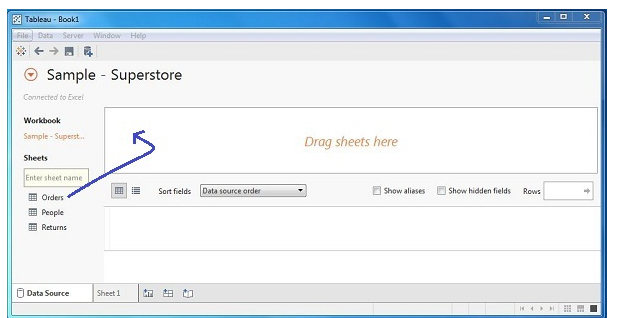 Tableau - Book1
File Data Server Window Help
Sample - Superstore
Connected to Excel
Workbook
Sample - Superst...
Sheets
Enter sheet name
Orders
People
Returns
Drag sheets here
Sort fields Data source order Show aliases Show hidden fields Rows
Data Source Sheet 1